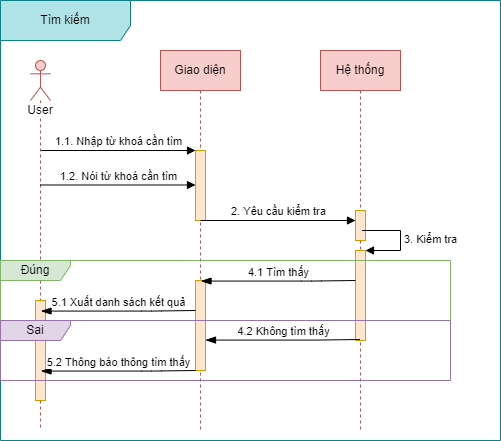 Tìm kiếm
Giao diện
Hệ thống
User
1.1. Nhập từ khoá cần tìm
1.2. Nói từ khoá cần tìm
2. Yêu cầu kiểm tra
3. Kiểm tra
Đúng
4.1 Tìm thấy
5.1 Xuất danh sách kết quả
Sai
4.2 Không tìm thấy
5.2 Thông báo thông tìm thấy